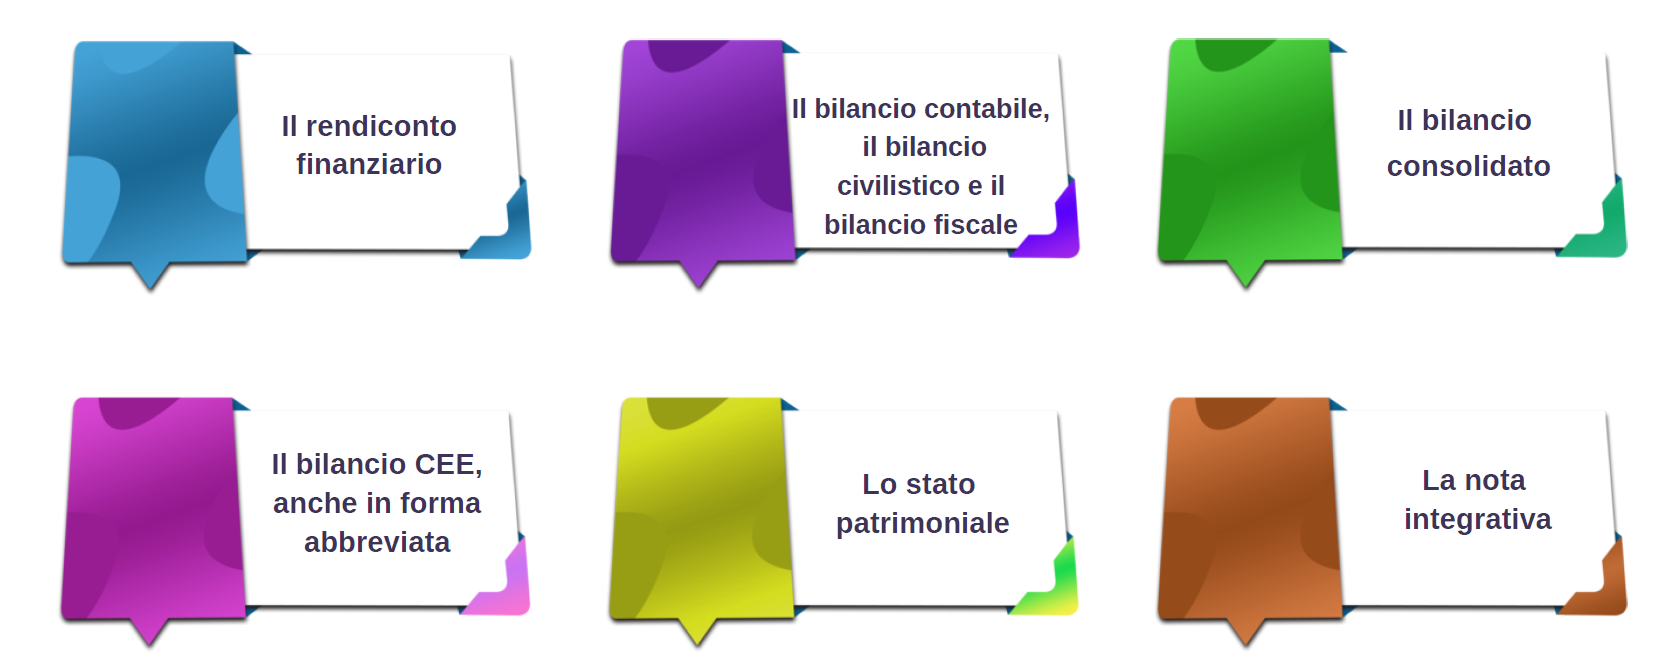 Il rendiconto
finanziario
Il bilancio contabile,
il bilancio
civilistico e il
bilancio fiscale
Il bilancio
consolidato
Il bilancio CEE,
anche in forma
abbreviata
Lo stato
patrimoniale
La nota
integrativa